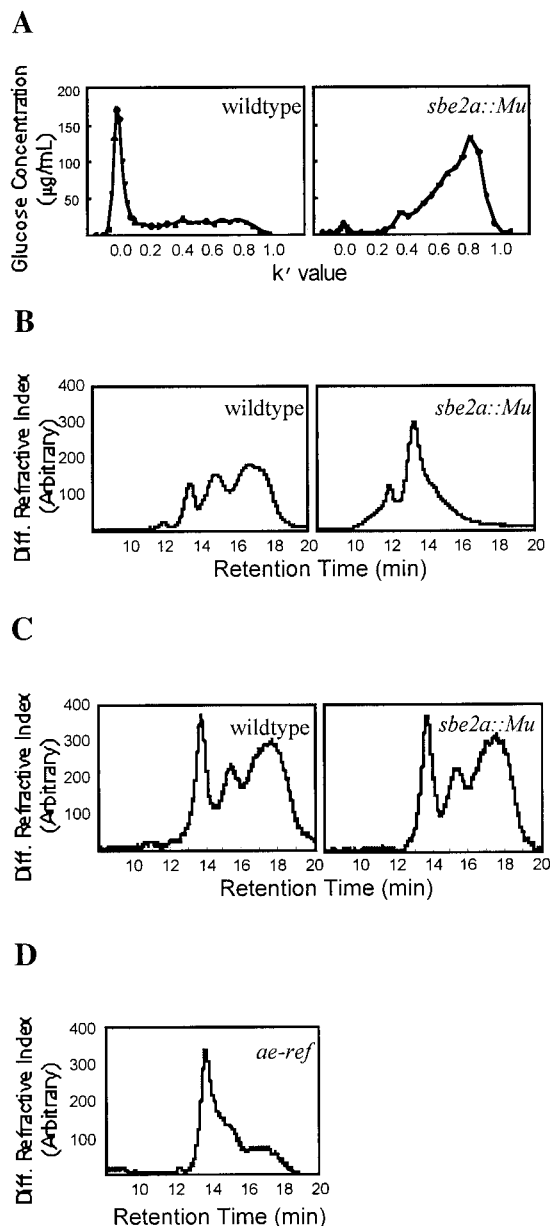 A
Glucose Concentration
(μg/mL)
200
150
100
50
wildtype
sbe2a::Mu
0.0 0.2 0.4 0.6 0.8 1.0
0.0 0.2 0.4 0.6 0.8 1.0
k′ value
B
Diff. Refractive Index
(Arbitrary)
400
300
200
100
wildtype
sbe2a::Mu
10 12 14 16 18 20
10 12 14 16 18 20
Retention Time (min)
C
Diff. Refractive Index
(Arbitrary)
400
300
200
100
wildtype
sbe2a::Mu
10 12 14 16 18 20
10 12 14 16 18 20
Retention Time (min)
D
Diff. Refractive Index
(Arbitrary)
400
300
200
100
ae-ref
10 12 14 16 18 20
Retention Time (min)